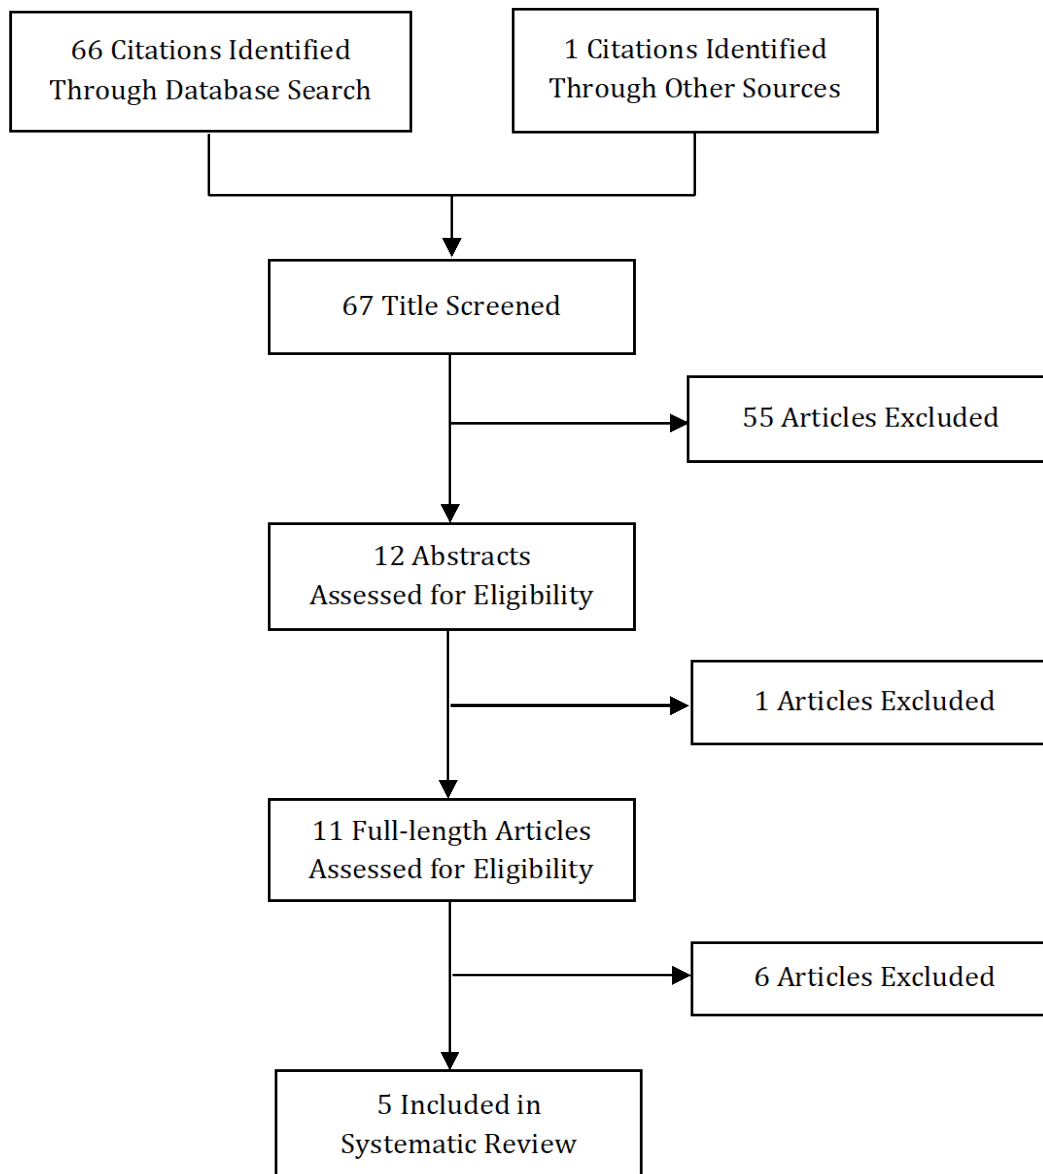 66 Citations Identified
Through Database Search
1 Citations Identified
Through Other Sources
67 Title Screened
55 Articles Excluded
12 Abstracts
Assessed for Eligibility
1 Articles Excluded
11 Full-length Articles
Assessed for Eligibility
6 Articles Excluded
5 Included in
Systematic Review